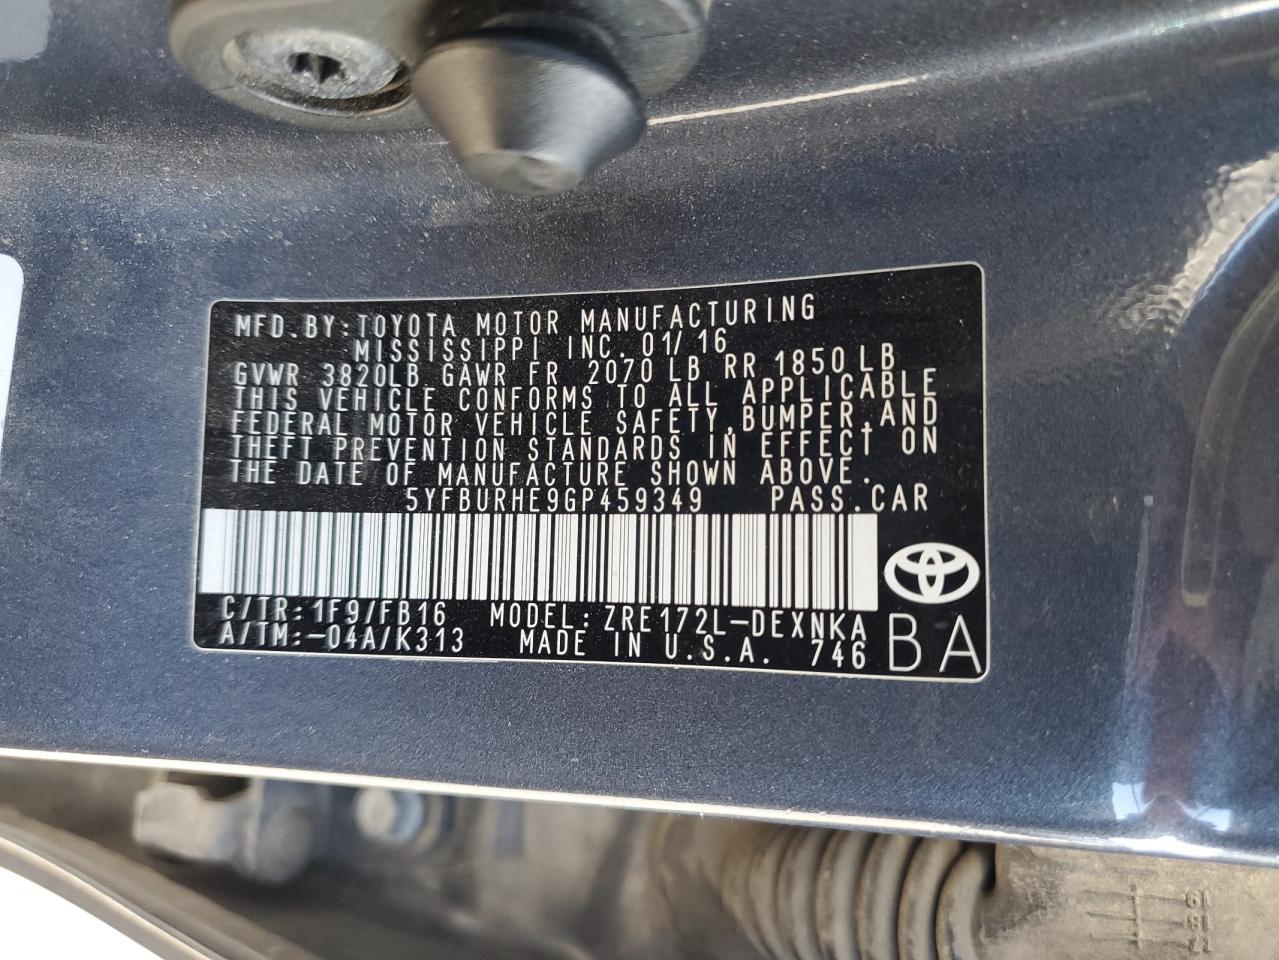 MFD.BY:TOYOTA MOTOR MANUFACTURING
MISSISSIPPI INC. 01/16
GVWR 3820LB GAWR FR 2070 LB RR 1850 LB
THIS VEHICLE CONFORMS TO ALL APPLICABLE
FEDERAL MOTOR VEHICLE SAFETY,BUMPER,AND
THEFT PREVENTION STANDARDS IN EFFECT ON
THE DATE OF MANUFACTURE SHOWN ABOVE.
5YFBURHE9GP459349 PASS.CAR
C/TR:1F9/FB16 MODEL:ZRE172L-DEXNKA
A/TM:-04A/K313 MADE IN U.S.A. 746 BA